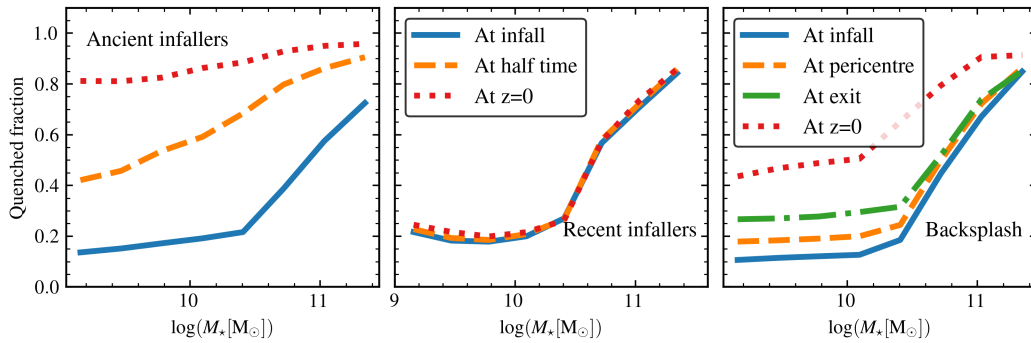 1.0
0.8
0.6
0.4
0.2
0.0
Quenched fraction
Ancient infallers
10
11
log(M⋆[M⊙])
At infall
At half time
At z=0
Recent infallers
9
10
11
log(M⋆[M⊙])
At infall
At pericentre
At exit
At z=0
Backsplash
10
11
log(M⋆[M⊙])